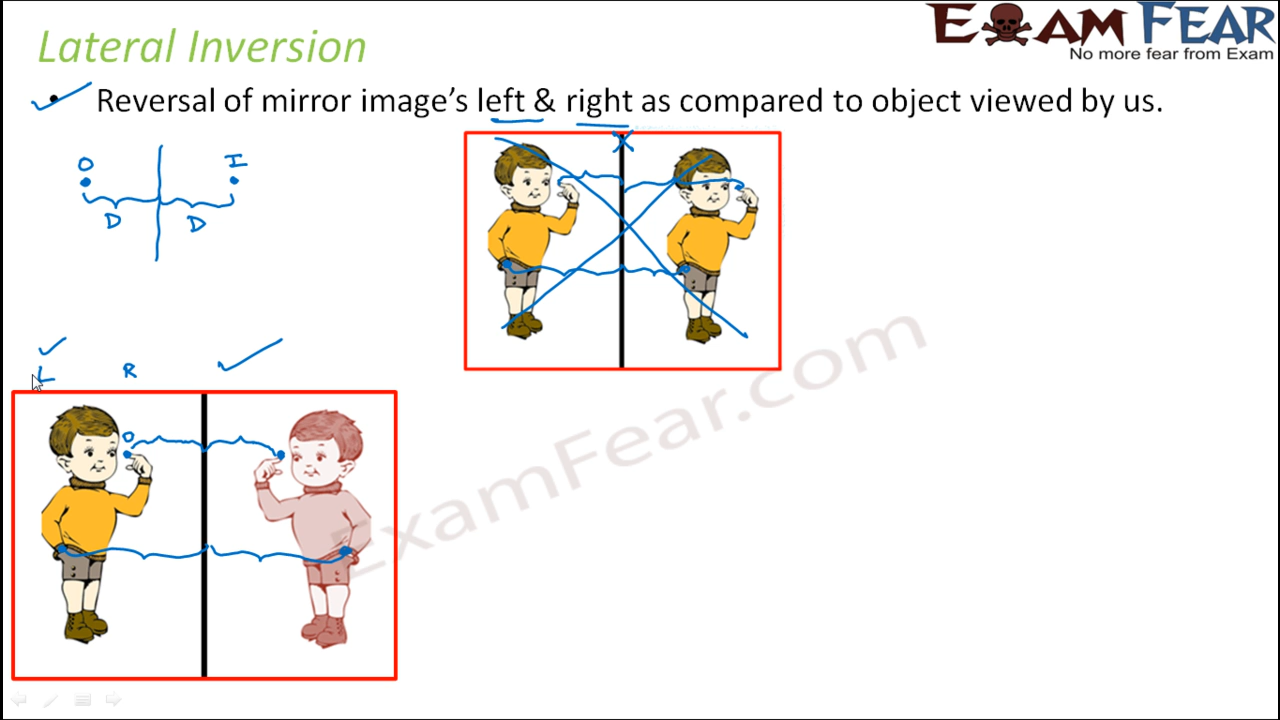 Lateral Inversion
EXAM FEAR
No more fear from Exam
• Reversal of mirror image's left & right as compared to object viewed by us.
O I
D D
X
L R
O
ExamFear.com